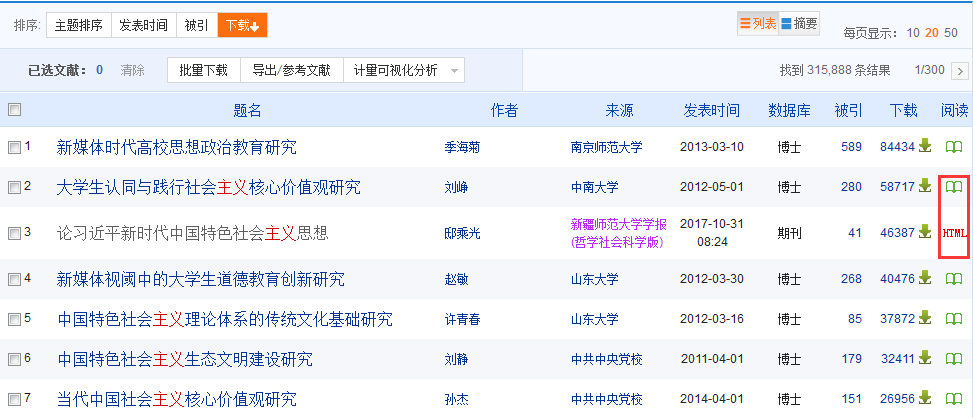 排序: 主题排序 发表时间 被引 下载 列表 摘要 每页显示: 10 20 50
已选文献: 0 清除 批量下载 导出/参考文献 计量可视化分析 找到 315,888 条结果 1/300
题名 作者 来源 发表时间 数据库 被引 下载 阅读
1 新媒体时代高校思想政治教育研究 季海菊 南京师范大学 2013-03-10 博士 589 84434
2 大学生认同与践行社会主义核心价值观研究 刘峥 中南大学 2012-05-01 博士 280 58717
3 论习近平新时代中国特色社会主义思想 邸乘光 新疆师范大学学报(哲学社会科学版) 2017-10-31 08:24 期刊 41 46387 HTML
4 新媒体视阈中的大学生道德教育创新研究 赵敏 山东大学 2012-03-30 博士 268 40476
5 中国特色社会主义理论体系的传统文化基础研究 许青春 山东大学 2012-03-16 博士 85 37872
6 中国特色社会主义生态文明建设研究 刘静 中共中央党校 2011-04-01 博士 179 32411
7 当代中国社会主义核心价值观研究 孙杰 中共中央党校 2014-04-01 博士 151 26956